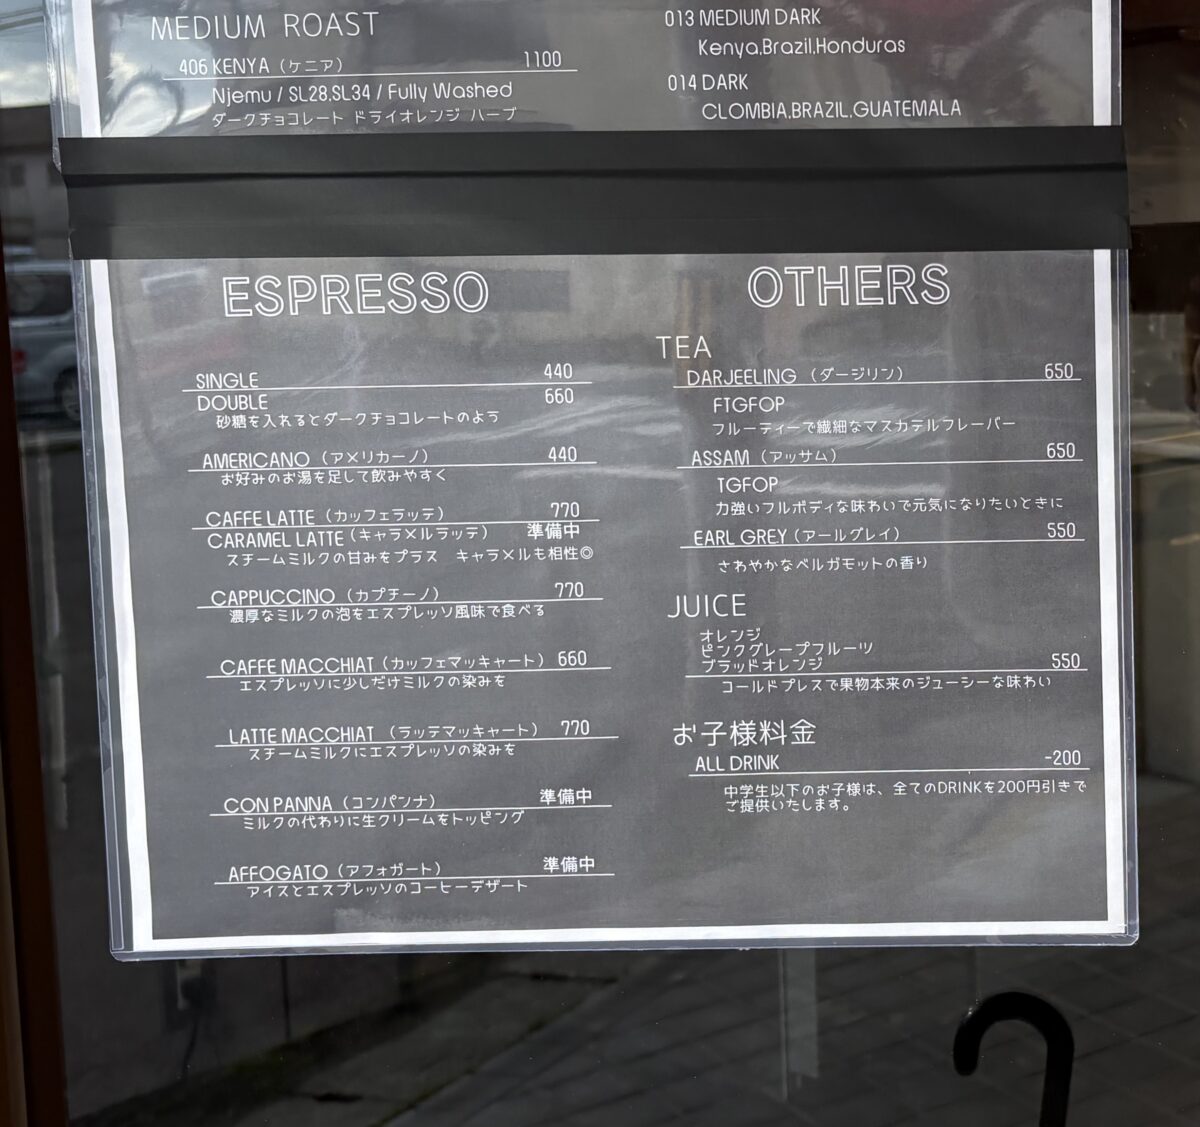 MEDIUM ROAST
406 KENYA（ケニア） 1100
Njemu / SL28.SL34 / Fully Washed
ダークチョコレート ドライオレンジ ハーブ
013 MEDIUM DARK
Kenya.Brazil.Honduras
014 DARK
CLOMBIA.BRAZIL.GUATEMALA
ESPRESSO
SINGLE 440
DOUBLE 660
砂糖を入れるとダークチョコレートのよう
AMERICANO（アメリカーノ） 440
お好みのお湯を足して飲みやすく
CAFFE LATTE（カッフェラッテ） 770
CARAMEL LATTE（キャラメルラッテ） 準備中
スチームミルクの甘みをプラス　キャラメルも相性◎
CAPPUCCINO（カプチーノ） 770
濃厚なミルクの泡をエスプレッソ風味で食べる
CAFFE MACCHIAT（カッフェマッキャート） 660
エスプレッソに少しだけミルクの染みを
LATTE MACCHIAT（ラッテマッキャート） 770
スチームミルクにエスプレッソの染みを
CON PANNA（コンパンナ） 準備中
ミルクの代わりに生クリームをトッピング
AFFOGATO（アフォガート） 準備中
アイスとエスプレッソのコーヒーデザート
OTHERS
TEA
DARJEELING（ダージリン） 650
FTGFOP
フルーティーで繊細なマスカテルフレーバー
ASSAM（アッサム） 650
TGFOP
力強いフルボディな味わいで元気になりたいときに
EARL GREY（アールグレイ） 550
さわやかなベルガモットの香り
JUICE
オレンジ
ピンクグレープフルーツ
ブラッドオレンジ 550
コールドプレスで果物本来のジューシーな味わい
お子様料金
ALL DRINK -200
中学生以下のお子様は、全てのDRINKを200円引きで
ご提供いたします。